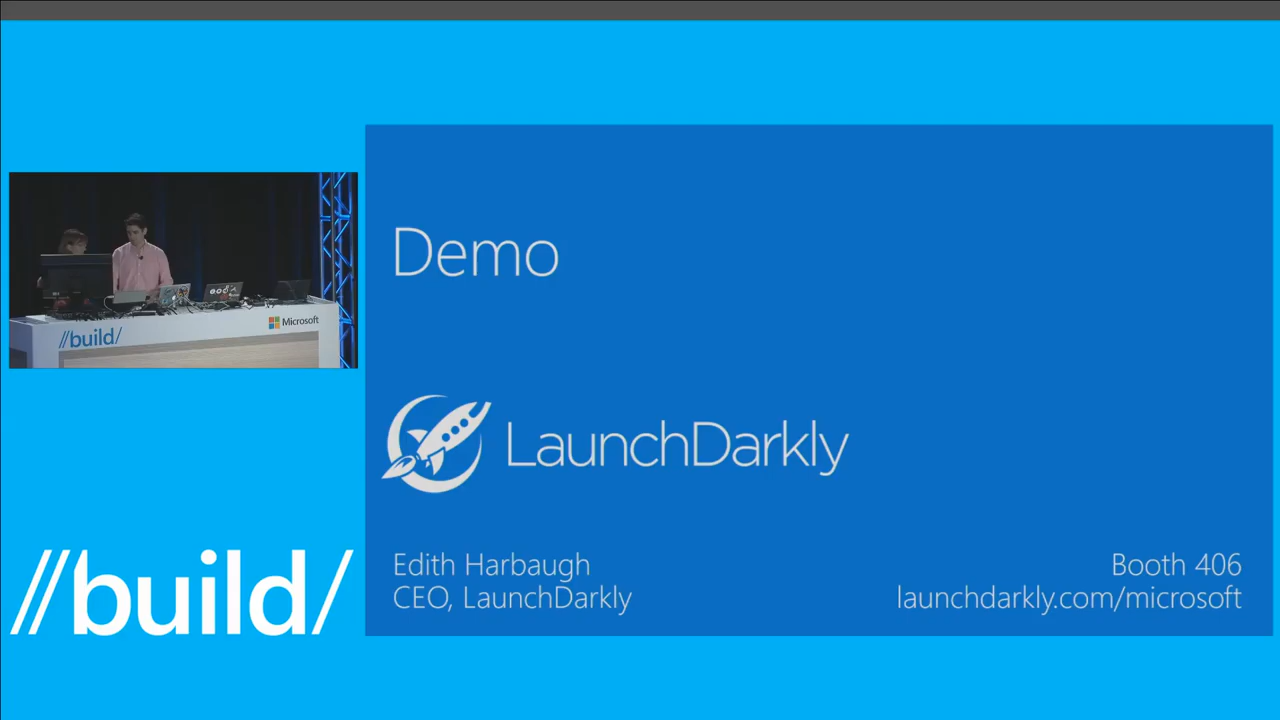 //build/
Microsoft
Demo
LaunchDarkly
Edith Harbaugh
CEO, LaunchDarkly
Booth 406
launchdarkly.com/microsoft
//build/